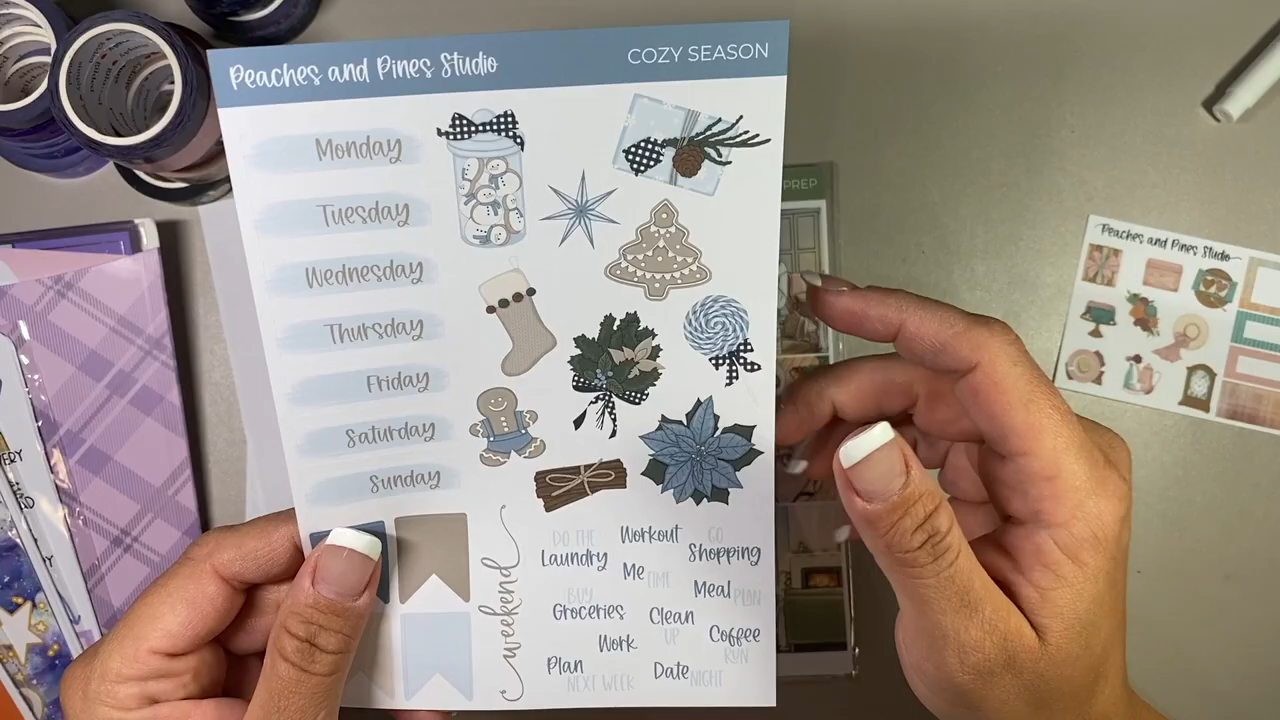 Peaches and Pines Studio
COZY SEASON
Monday
Tuesday
Wednesday
Thursday
Friday
Saturday
Sunday
weekend
DO THE
Laundry
Workout
GO
Shopping
Me TIME
Meal PLAN
BUY
Groceries
Clean
UP
Work
Coffee
RUN
Plan
NEXT WEEK
Date NIGHT
PREP
Peaches and Pines Studio